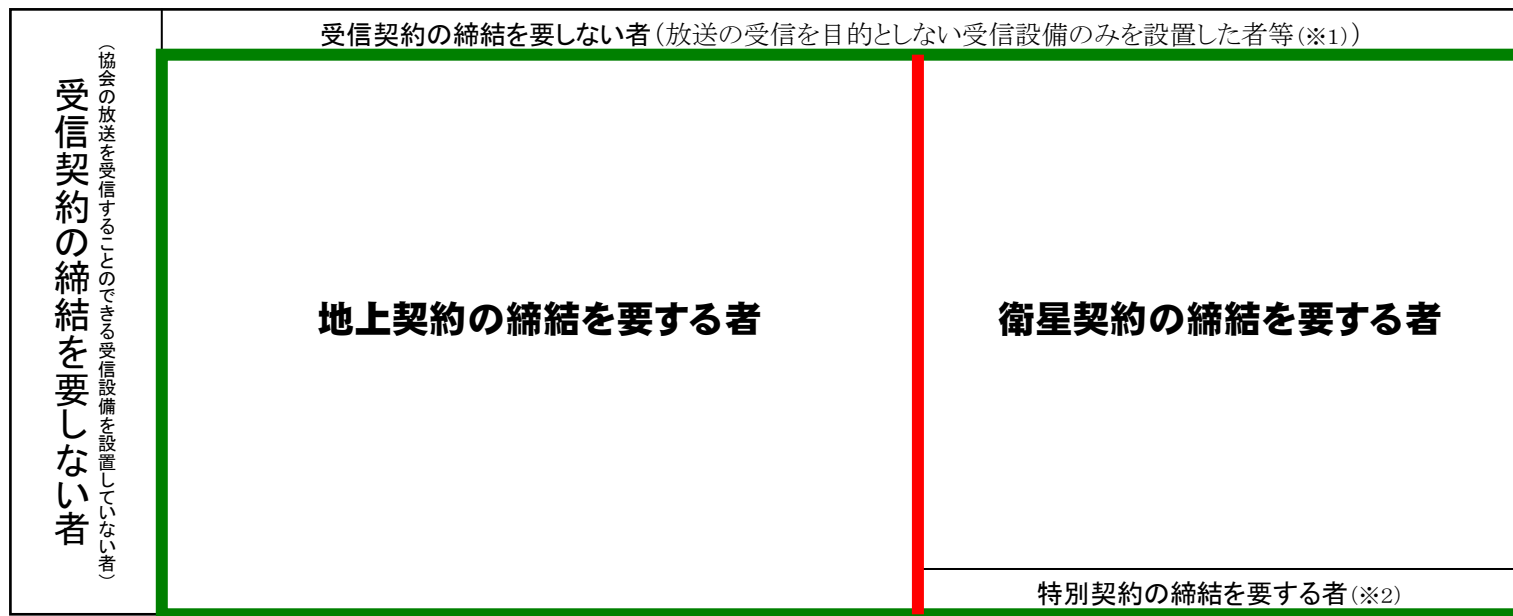 受信契約の締結を要しない者(放送の受信を目的としない受信設備のみを設置した者等(※1))
(協会の放送を受信することのできる受信設備を設置していない者)
受信契約の締結を要しない者
地上契約の締結を要する者
衛星契約の締結を要する者
特別契約の締結を要する者(※2)